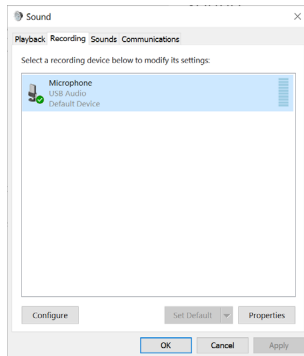 Sound
Playback Recording Sounds Communications
Select a recording device below to modify its settings:
Microphone
USB Audio
Default Device
Configure Set Default Properties
OK Cancel Apply